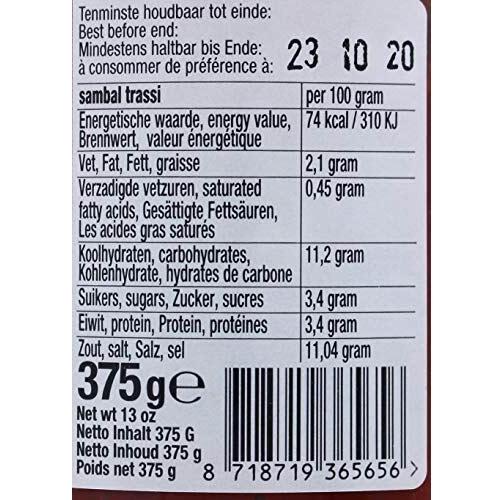 Tenminste houdbaar tot einde:
Best before end:
Mindestens haltbar bis Ende:
à consommer de préférence à: 23 10 20
sambal trassi per 100 gram
Energetische waarde, energy value, 74 kcal / 310 KJ
Brennwert, valeur énergétique
Vet, Fat, Fett, graisse 2,1 gram
Verzadigde vetzuren, saturated 0,45 gram
fatty acids, Gesättigte Fettsäuren,
Les acides gras saturés
Koolhydraten, carbohydrates, 11,2 gram
Kohlenhydrate, hydrates de carbone
Suikers, sugars, Zucker, sucres 3,4 gram
Eiwit, protein, Protein, protéines 3,4 gram
Zout, salt, Salz, sel 11,04 gram
375g℮
Net wt 13 oz
Netto Inhalt 375 G
Netto Inhoud 375 g
Poids net 375 g
8 718719 365656 >